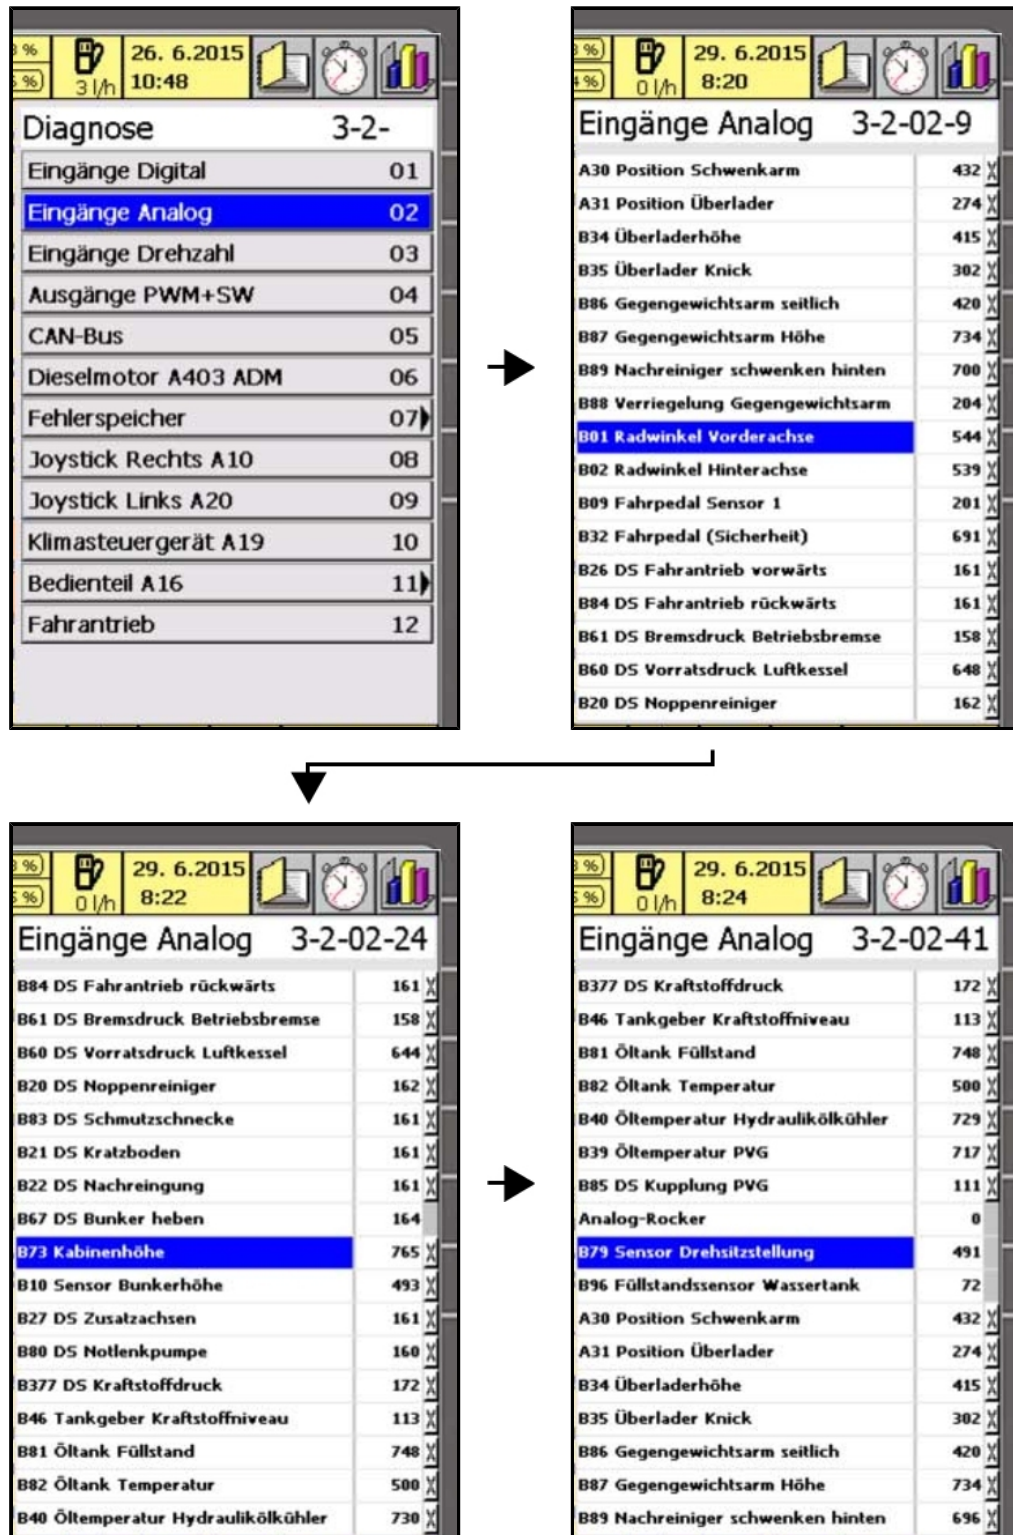 3 %
5 %)
3 l/h
26. 6.2015
10:48
Diagnose 3-2-
Eingänge Digital 01
Eingänge Analog 02
Eingänge Drehzahl 03
Ausgänge PWM+SW 04
CAN-Bus 05
Dieselmotor A403 ADM 06
Fehlerspeicher 07
Joystick Rechts A10 08
Joystick Links A20 09
Klimasteuergerät A19 10
Bedienteil A16 11
Fahrantrieb 12
%)
4 %)
0 l/h
29. 6.2015
8:20
Eingänge Analog 3-2-02-9
A30 Position Schwenkarm 432
A31 Position Überlader 274
B34 Überladerhöhe 415
B35 Überlader Knick 302
B86 Gegengewichtsarm seitlich 420
B87 Gegengewichtsarm Höhe 734
B89 Nachreiniger schwenken hinten 700
B88 Verriegelung Gegengewichtsarm 204
B01 Radwinkel Vorderachse 544
B02 Radwinkel Hinterachse 539
B09 Fahrpedal Sensor 1 201
B32 Fahrpedal (Sicherheit) 691
B26 DS Fahrantrieb vorwärts 161
B84 DS Fahrantrieb rückwärts 161
B61 DS Bremsdruck Betriebsbremse 158
B60 DS Vorratsdruck Luftkessel 648
B20 DS Noppenreiniger 162
%)
%)
0 l/h
29. 6.2015
8:22
Eingänge Analog 3-2-02-24
B84 DS Fahrantrieb rückwärts 161
B61 DS Bremsdruck Betriebsbremse 158
B60 DS Vorratsdruck Luftkessel 644
B20 DS Noppenreiniger 162
B83 DS Schmutzschnecke 161
B21 DS Kratzboden 161
B22 DS Nachreingung 161
B67 DS Bunker heben 164
B73 Kabinenhöhe 765
B10 Sensor Bunkerhöhe 493
B27 DS Zusatzachsen 161
B80 DS Notlenkpumpe 160
B377 DS Kraftstoffdruck 172
B46 Tankgeber Kraftstoffniveau 113
B81 Öltank Füllstand 748
B82 Öltank Temperatur 500
B40 Öltemperatur Hydraulikölkühler 730
%)
%)
0 l/h
29. 6.2015
8:24
Eingänge Analog 3-2-02-41
B377 DS Kraftstoffdruck 172
B46 Tankgeber Kraftstoffniveau 113
B81 Öltank Füllstand 748
B82 Öltank Temperatur 500
B40 Öltemperatur Hydraulikölkühler 729
B39 Öltemperatur PVG 717
B85 DS Kupplung PVG 111
Analog-Rocker 0
B79 Sensor Drehsitzstellung 491
B96 Füllstandssensor Wassertank 72
A30 Position Schwenkarm 432
A31 Position Überlader 274
B34 Überladerhöhe 415
B35 Überlader Knick 302
B86 Gegengewichtsarm seitlich 420
B87 Gegengewichtsarm Höhe 734
B89 Nachreiniger schwenken hinten 696